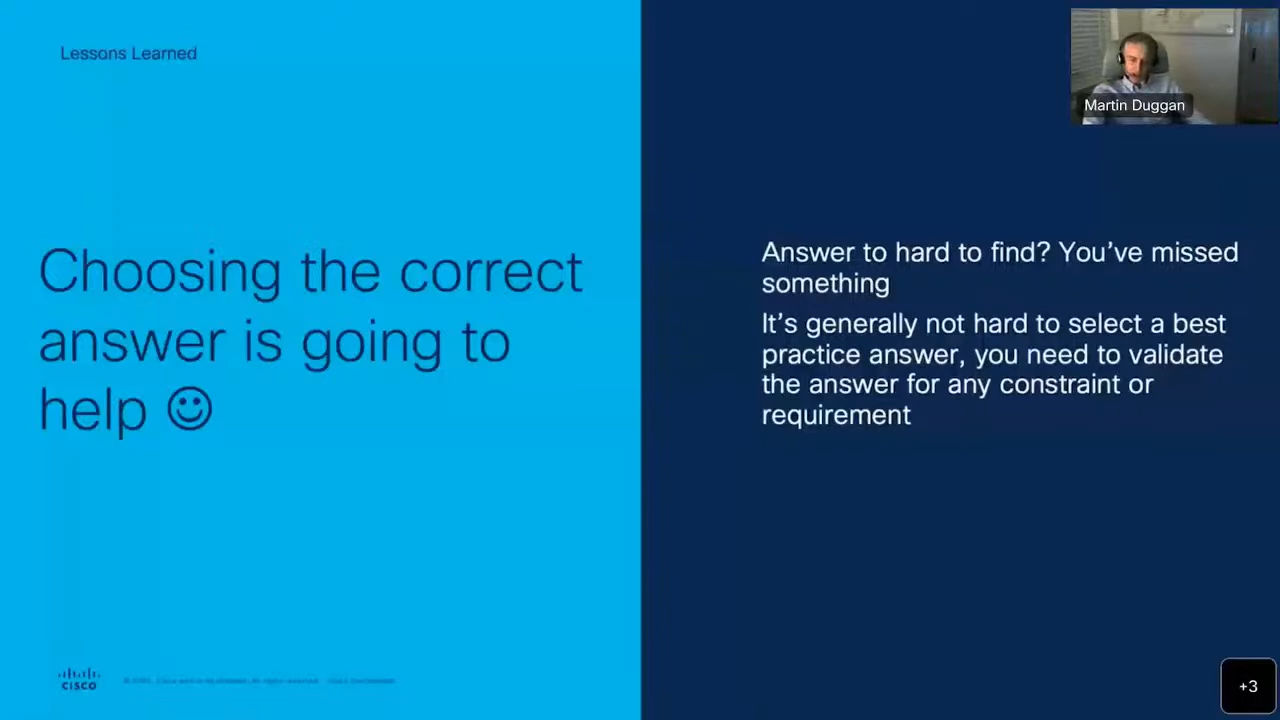 Lessons Learned
Martin Duggan
Choosing the correct
answer is going to
help ☺
Answer to hard to find? You've missed
something
It's generally not hard to select a best
practice answer, you need to validate
the answer for any constraint or
requirement
CISCO
+3